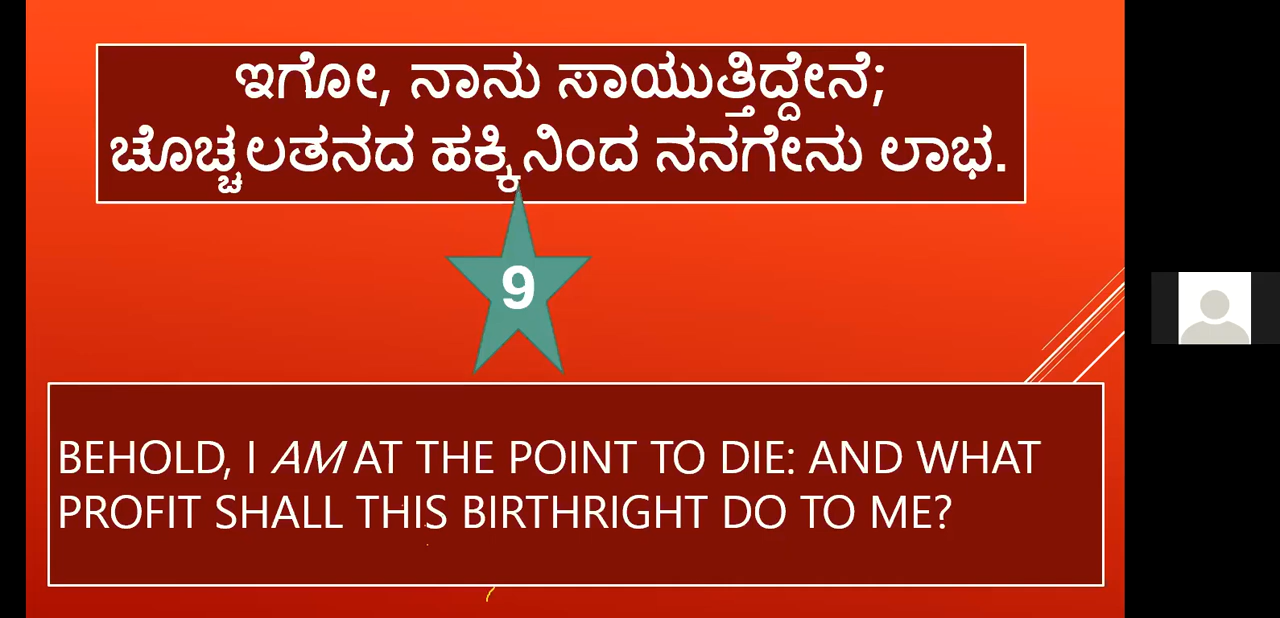 ಇಗೋ, ನಾನು ಸಾಯುತ್ತಿದ್ದೇನೆ;
ಚೊಚ್ಚಲತನದ ಹಕ್ಕಿನಿಂದ ನನಗೇನು ಲಾಭ.
9
BEHOLD, I AM AT THE POINT TO DIE: AND WHAT
PROFIT SHALL THIS BIRTHRIGHT DO TO ME?